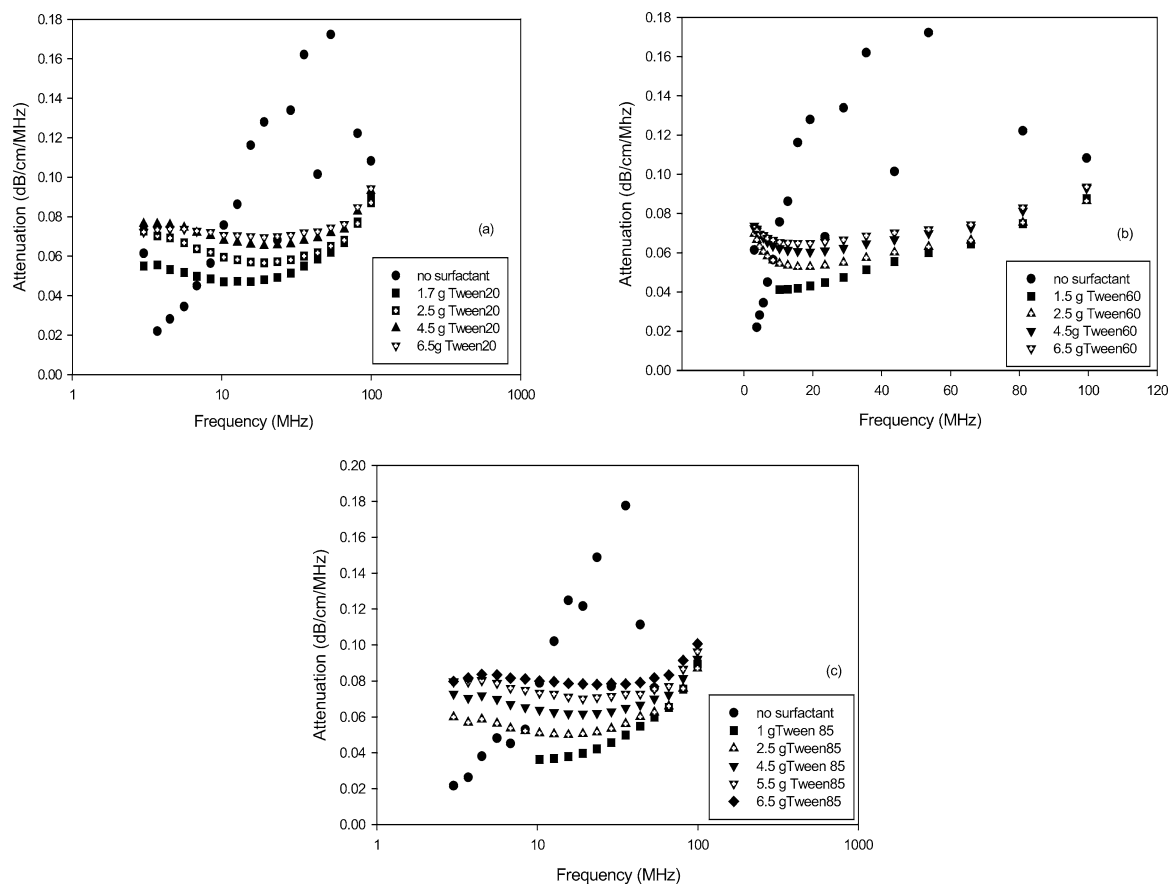 0.18
0.16
0.14
0.12
0.10
0.08
0.06
0.04
0.02
0.00
Attenuation (dB/cm/MHz)
1 10 100 1000
Frequency (MHz)
(a)
no surfactant
1.7 g Tween20
2.5 g Tween20
4.5 g Tween20
6.5g Tween20
0.18
0.16
0.14
0.12
0.10
0.08
0.06
0.04
0.02
0.00
Attenuation (dB/cm/Mhz)
0 20 40 60 80 100 120
Frequency (MHz)
(b)
no surfactant
1.5 g Tween60
2.5 g Tween60
4.5g Tween60
6.5 gTween60
0.20
0.18
0.16
0.14
0.12
0.10
0.08
0.06
0.04
0.02
0.00
Attenuation (dB/cm/MHz)
1 10 100 1000
Frequency (MHz)
(c)
no surfactant
1 gTween 85
2.5 gTween85
4.5 gTween 85
5.5 g Tween85
6.5 gTween85